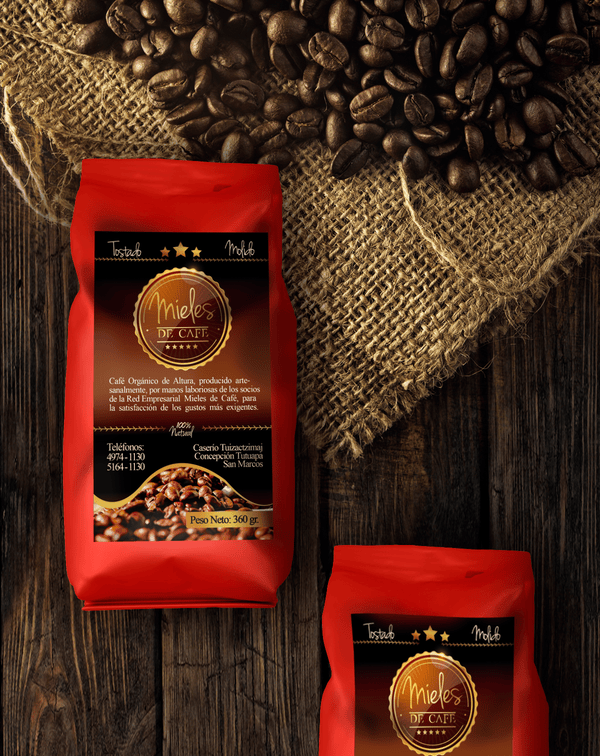 Tostado Molido
Mieles
DE CAFÉ
Café Orgánico de Altura, producido arte-
sanalmente, por manos laboriosas de los socios
de la Red Empresarial Mieles de Café, para
la satisfacción de los gustos más exigentes.
100%
Natural
Teléfonos:
4974-1130
5164-1130
Caserio Tuizactzimaj
Concepción Tutuapa
San Marcos
Peso Neto: 360 gr.
Tostado Molido
Mieles
DE CAFÉ